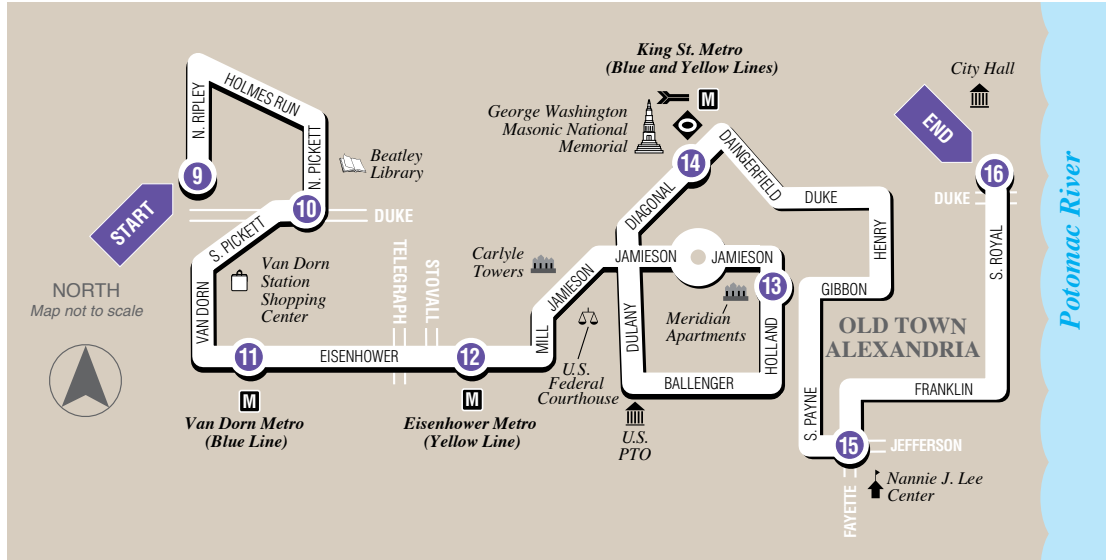 King St. Metro
(Blue and Yellow Lines)
M
City Hall
N. RIPLEY
HOLMES RUN
N. PICKETT
George Washington
Masonic National
Memorial
END
Beatley
Library
DAINGERFIELD
9
14
16
START
10
DUKE
DIAGONAL
DUKE
DUKE
S. PICKETT
TELEGRAPH
STOVALL
HENRY
S. ROYAL
Potomac River
Van Dorn
Station
Shopping
Center
Carlyle
Towers
JAMIESON
JAMIESON
JAMIESON
13
GIBBON
NORTH
Map not to scale
VAN DORN
MILL
DULANY
Meridian
Apartments
HOLLAND
OLD TOWN
ALEXANDRIA
11
EISENHOWER
12
U.S.
Federal
Courthouse
BALLENGER
FRANKLIN
M
Van Dorn Metro
(Blue Line)
M
Eisenhower Metro
(Yellow Line)
U.S.
PTO
S. PAYNE
15
JEFFERSON
FAYETTE
Nannie J. Lee
Center